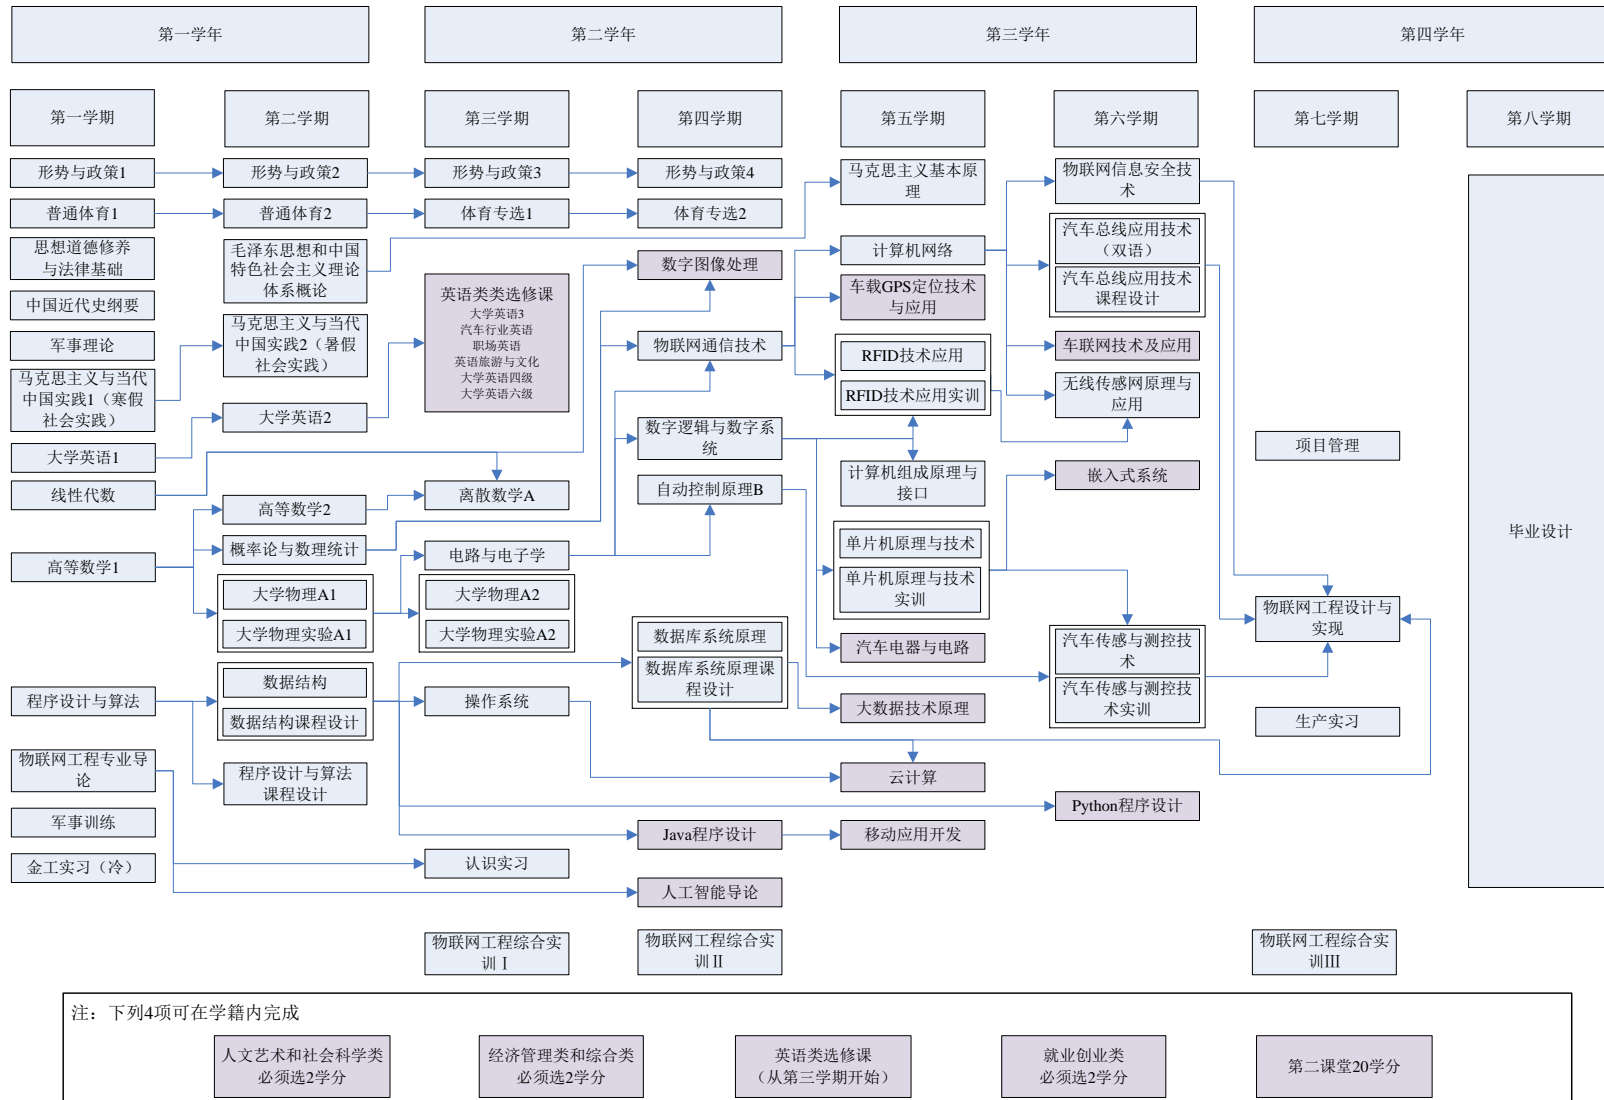 第一学年
第二学年
第三学年
第四学年
第一学期
第二学期
第三学期
第四学期
第五学期
第六学期
第七学期
第八学期
形势与政策1
普通体育1
思想道德修养
与法律基础
中国近代史纲要
军事理论
马克思主义与当代
中国实践1（寒假
社会实践）
大学英语1
线性代数
高等数学1
程序设计与算法
物联网工程专业导
论
军事训练
金工实习（冷）
形势与政策2
普通体育2
毛泽东思想和中国
特色社会主义理论
体系概论
马克思主义与当代
中国实践2（暑假
社会实践）
大学英语2
高等数学2
概率论与数理统计
大学物理A1
大学物理实验A1
数据结构
数据结构课程设计
程序设计与算法
课程设计
形势与政策3
体育专选1
英语类类选修课
大学英语3
汽车行业英语
职场英语
英语旅游与文化
大学英语四级
大学英语六级
离散数学A
电路与电子学
大学物理A2
大学物理实验A2
操作系统
认识实习
物联网工程综合实
训Ⅰ
形势与政策4
体育专选2
数字图像处理
物联网通信技术
数字逻辑与数字系
统
自动控制原理B
数据库系统原理
数据库系统原理课
程设计
Java程序设计
人工智能导论
物联网工程综合实
训Ⅱ
马克思主义基本原
理
计算机网络
车载GPS定位技术
与应用
RFID技术应用
RFID技术应用实训
计算机组成原理与
接口
单片机原理与技术
单片机原理与技术
实训
汽车电器与电路
大数据技术原理
云计算
移动应用开发
物联网信息安全技
术
汽车总线应用技术
（双语）
汽车总线应用技术
课程设计
车联网技术及应用
无线传感网原理与
应用
嵌入式系统
汽车传感与测控技
术
汽车传感与测控技
术实训
Python程序设计
项目管理
物联网工程设计与
实现
生产实习
物联网工程综合实
训III
毕业设计
注：下列4项可在学籍内完成
人文艺术和社会科学类
必须选2学分
经济管理类和综合类
必须选2学分
英语类选修课
（从第三学期开始）
就业创业类
必须选2学分
第二课堂20学分